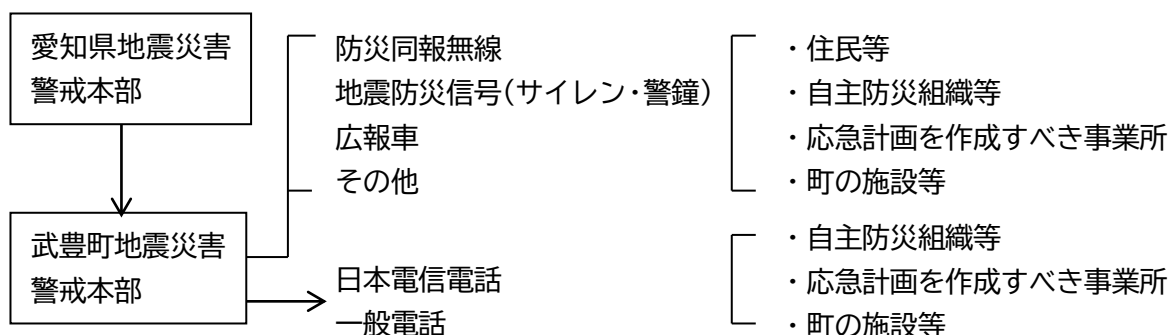 愛知県地震災害
警戒本部
武豊町地震災害
警戒本部
防災同報無線
地震防災信号(サイレン・警鐘)
広報車
その他
・住民等
・自主防災組織等
・応急計画を作成すべき事業所
・町の施設等
日本電信電話
一般電話
・自主防災組織等
・応急計画を作成すべき事業所
・町の施設等